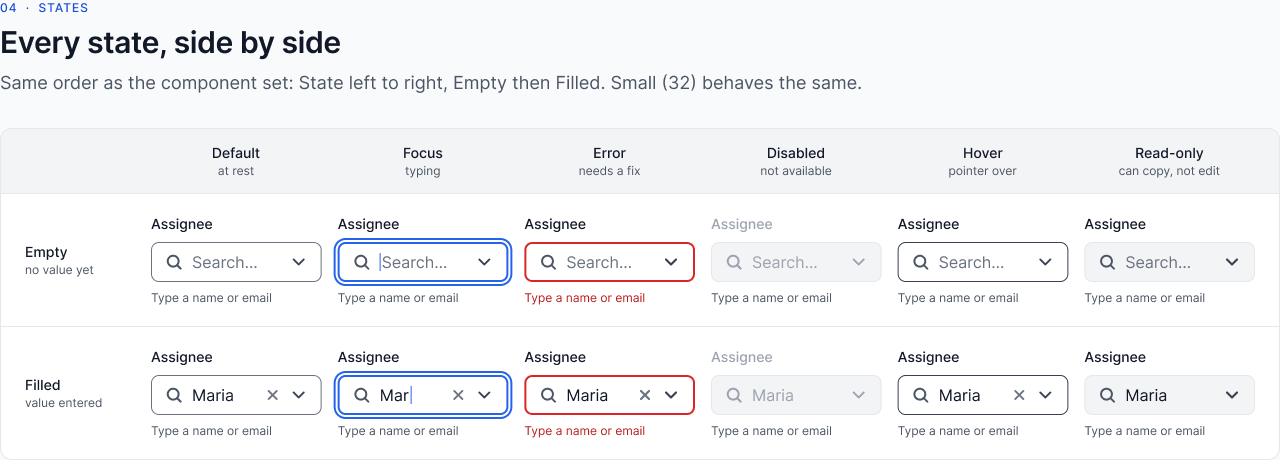 04 · STATES
Every state, side by side
Same order as the component set: State left to right, Empty then Filled. Small (32) behaves the same.
Default Focus Error Disabled Hover Read-only
at rest typing needs a fix not available pointer over can copy, not edit
Assignee Assignee Assignee Assignee Assignee Assignee
Empty
no value yet
Search... Search... Search... Search... Search... Search...
Type a name or email Type a name or email Type a name or email Type a name or email Type a name or email Type a name or email
Assignee Assignee Assignee Assignee Assignee Assignee
Filled
value entered
Maria Mar Maria Maria Maria Maria
Type a name or email Type a name or email Type a name or email Type a name or email Type a name or email Type a name or email